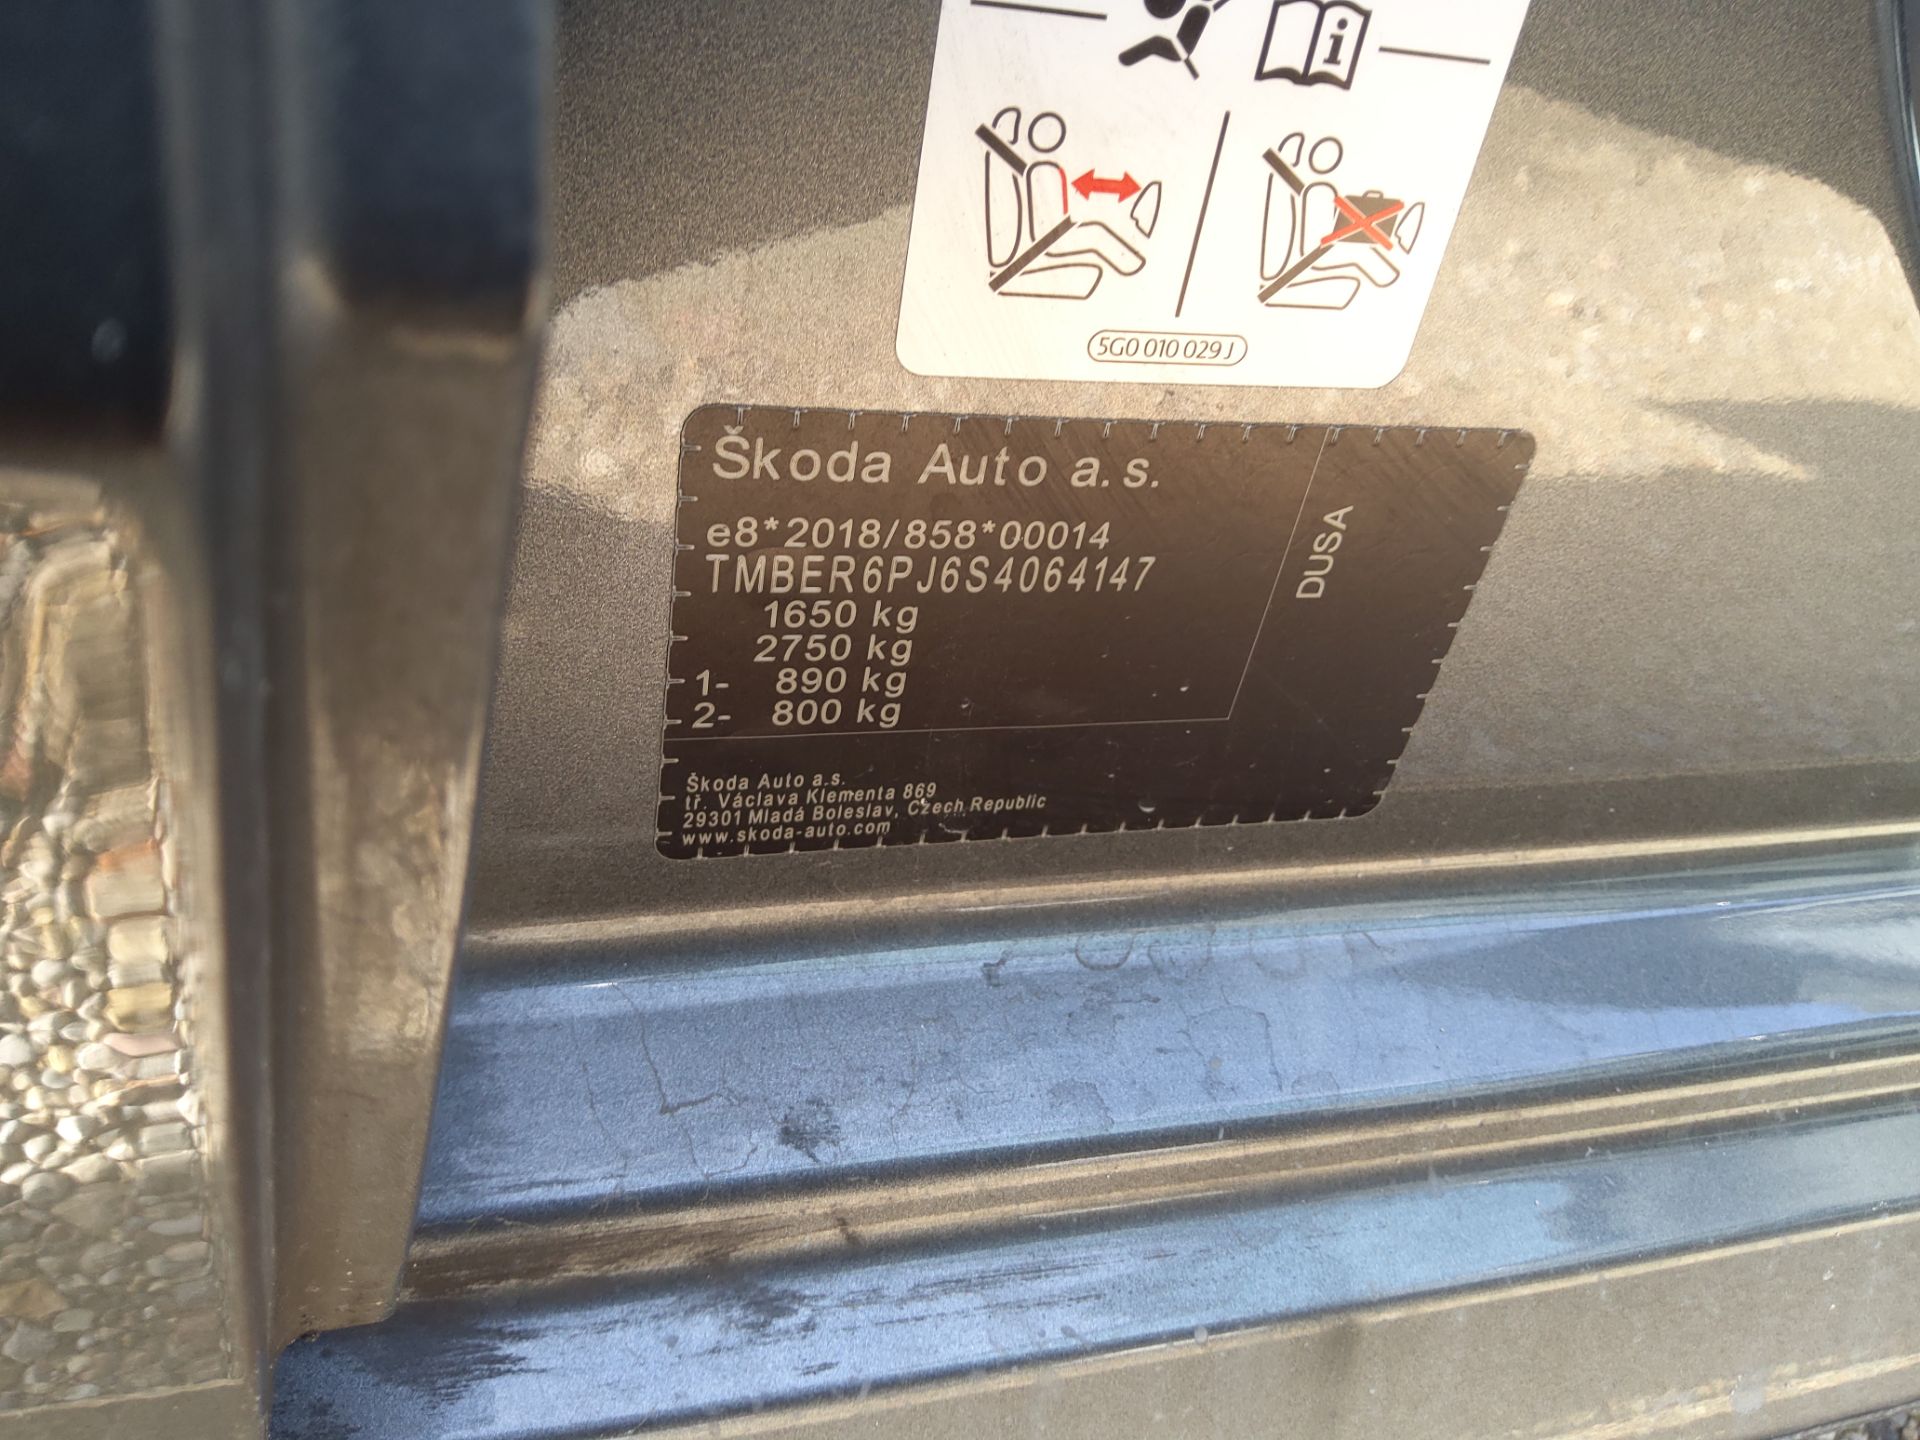 i
5G0 010 029 J
Škoda Auto a.s.
e8*2018/858*00014
TMBER6PJ6S4064147
1650 kg
2750 kg
1- 890 kg
2- 800 kg
DUSA
Škoda Auto a.s.
tř. Václava Klementa 869
29301 Mladá Boleslav, Czech Republic
www.skoda-auto.com